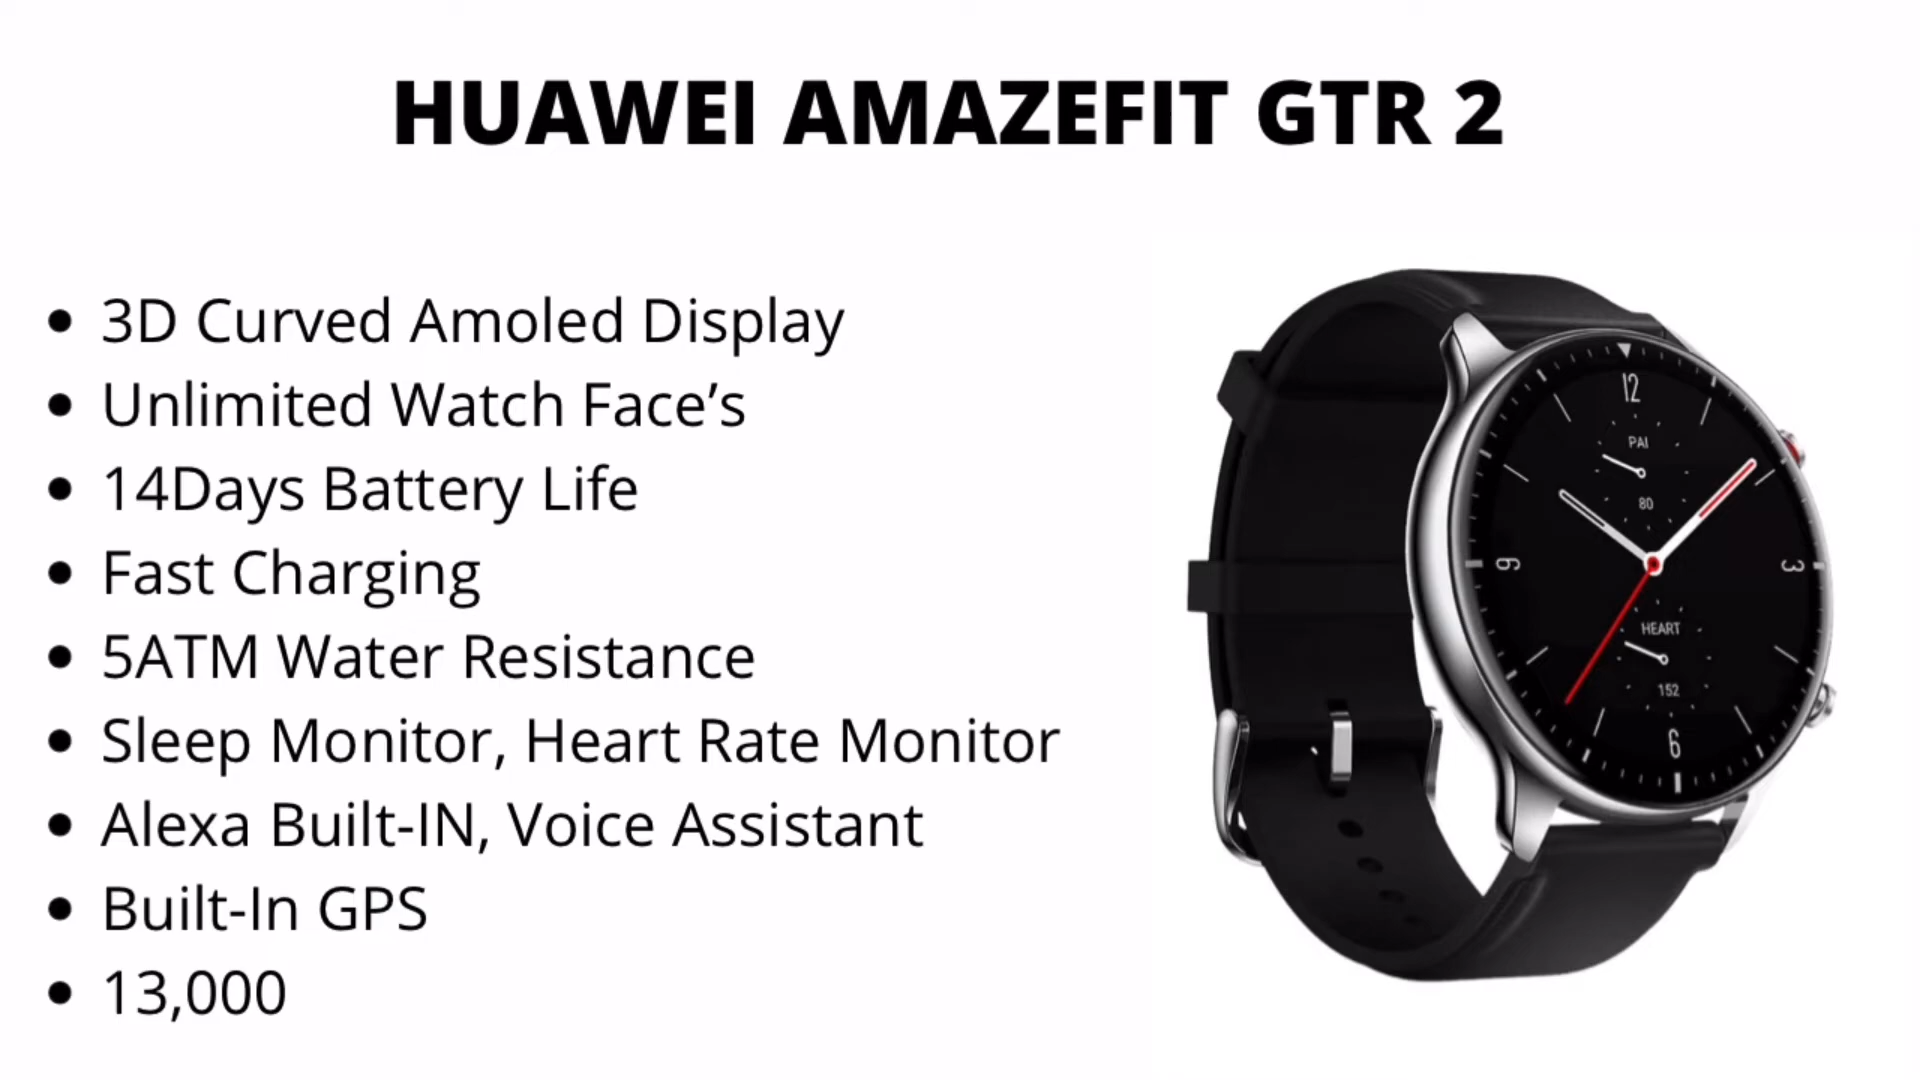 HUAWEI AMAZEFIT GTR 2
• 3D Curved Amoled Display
• Unlimited Watch Face’s
• 14Days Battery Life
• Fast Charging
• 5ATM Water Resistance
• Sleep Monitor, Heart Rate Monitor
• Alexa Built-IN, Voice Assistant
• Built-In GPS
• 13,000
12
PAI
80
9
3
HEART
152
6